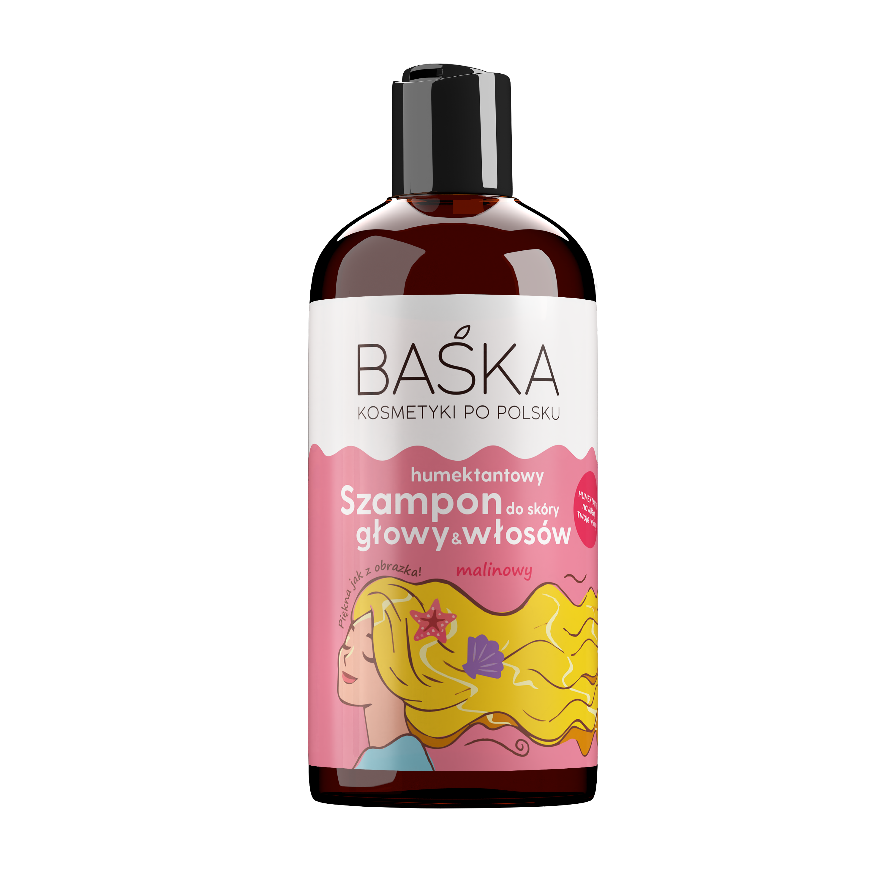 BAŚKA
KOSMETYKI PO POLSKU
humektantowy
Szampon do skóry
głowy & włosów
malinowy
Piękna jak z obrazka!